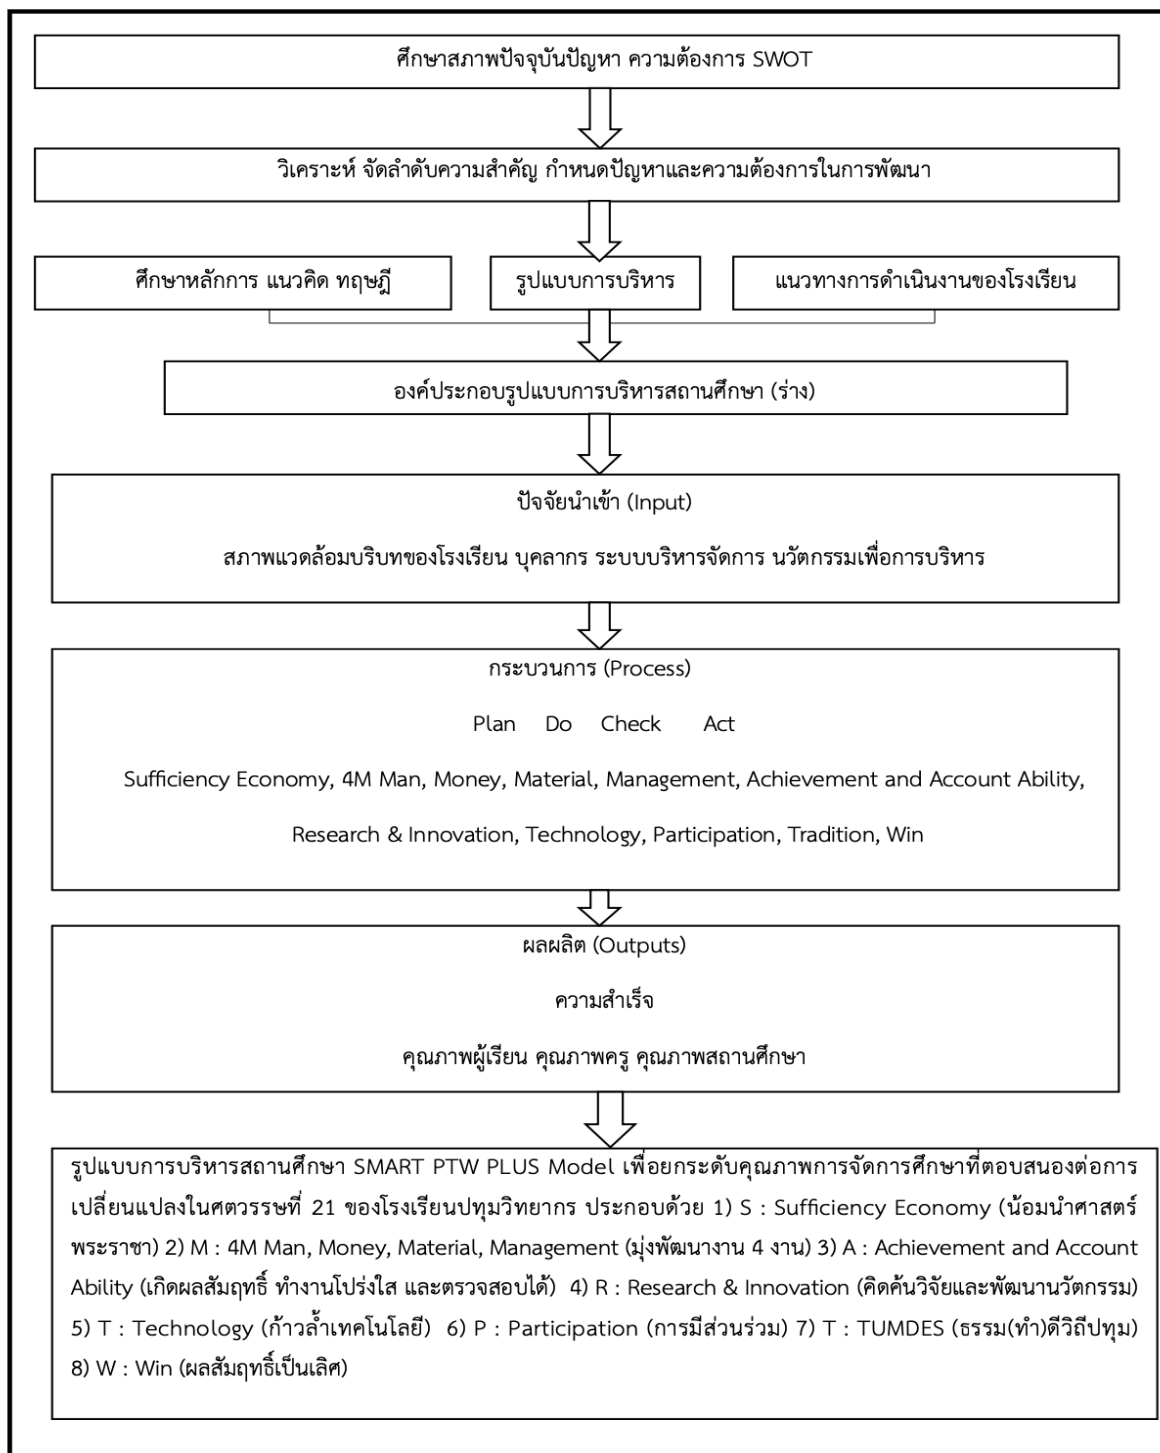 ศึกษาสภาพปัจจุบันปัญหา ความต้องการ SWOT
วิเคราะห์ จัดลำดับความสำคัญ กำหนดปัญหาและความต้องการในการพัฒนา
ศึกษาหลักการ แนวคิด ทฤษฎี
รูปแบบการบริหาร
แนวทางการดำเนินงานของโรงเรียน
องค์ประกอบรูปแบบการบริหารสถานศึกษา (ร่าง)
ปัจจัยนำเข้า (Input)
สภาพแวดล้อมบริบทของโรงเรียน บุคลากร ระบบบริหารจัดการ นวัตกรรมเพื่อการบริหาร
กระบวนการ (Process)
Plan Do Check Act
Sufficiency Economy, 4M Man, Money, Material, Management, Achievement and Account Ability,
Research & Innovation, Technology, Participation, Tradition, Win
ผลผลิต (Outputs)
ความสำเร็จ
คุณภาพผู้เรียน คุณภาพครู คุณภาพสถานศึกษา
รูปแบบการบริหารสถานศึกษา SMART PTW PLUS Model เพื่อยกระดับคุณภาพการจัดการศึกษาที่ตอบสนองต่อการ
เปลี่ยนแปลงในศตวรรษที่ 21 ของโรงเรียนปทุมวิทยากร ประกอบด้วย 1) S : Sufficiency Economy (น้อมนำศาสตร์
พระราชา) 2) M : 4M Man, Money, Material, Management (มุ่งพัฒนางาน 4 งาน) 3) A : Achievement and Account
Ability (เกิดผลสัมฤทธิ์ ทำงานโปร่งใส และตรวจสอบได้) 4) R : Research & Innovation (คิดค้นวิจัยและพัฒนานวัตกรรม)
5) T : Technology (ก้าวล้ำเทคโนโลยี) 6) P : Participation (การมีส่วนร่วม) 7) T : TUMDES (ธรรม(ทำ)ดีวิถีปทุม)
8) W : Win (ผลสัมฤทธิ์เป็นเลิศ)